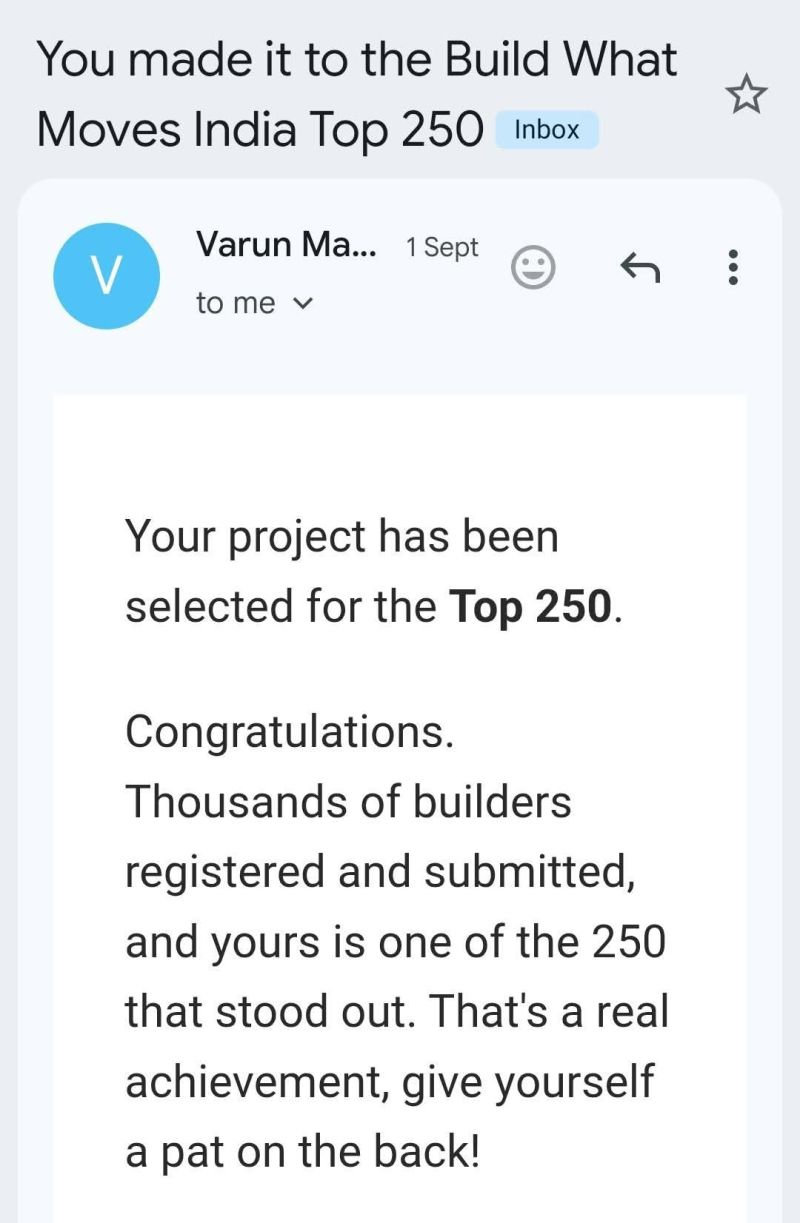 You made it to the Build What
Moves India Top 250 Inbox
V
Varun Ma... 1 Sept
to me
Your project has been
selected for the Top 250.
Congratulations.
Thousands of builders
registered and submitted,
and yours is one of the 250
that stood out. That's a real
achievement, give yourself
a pat on the back!